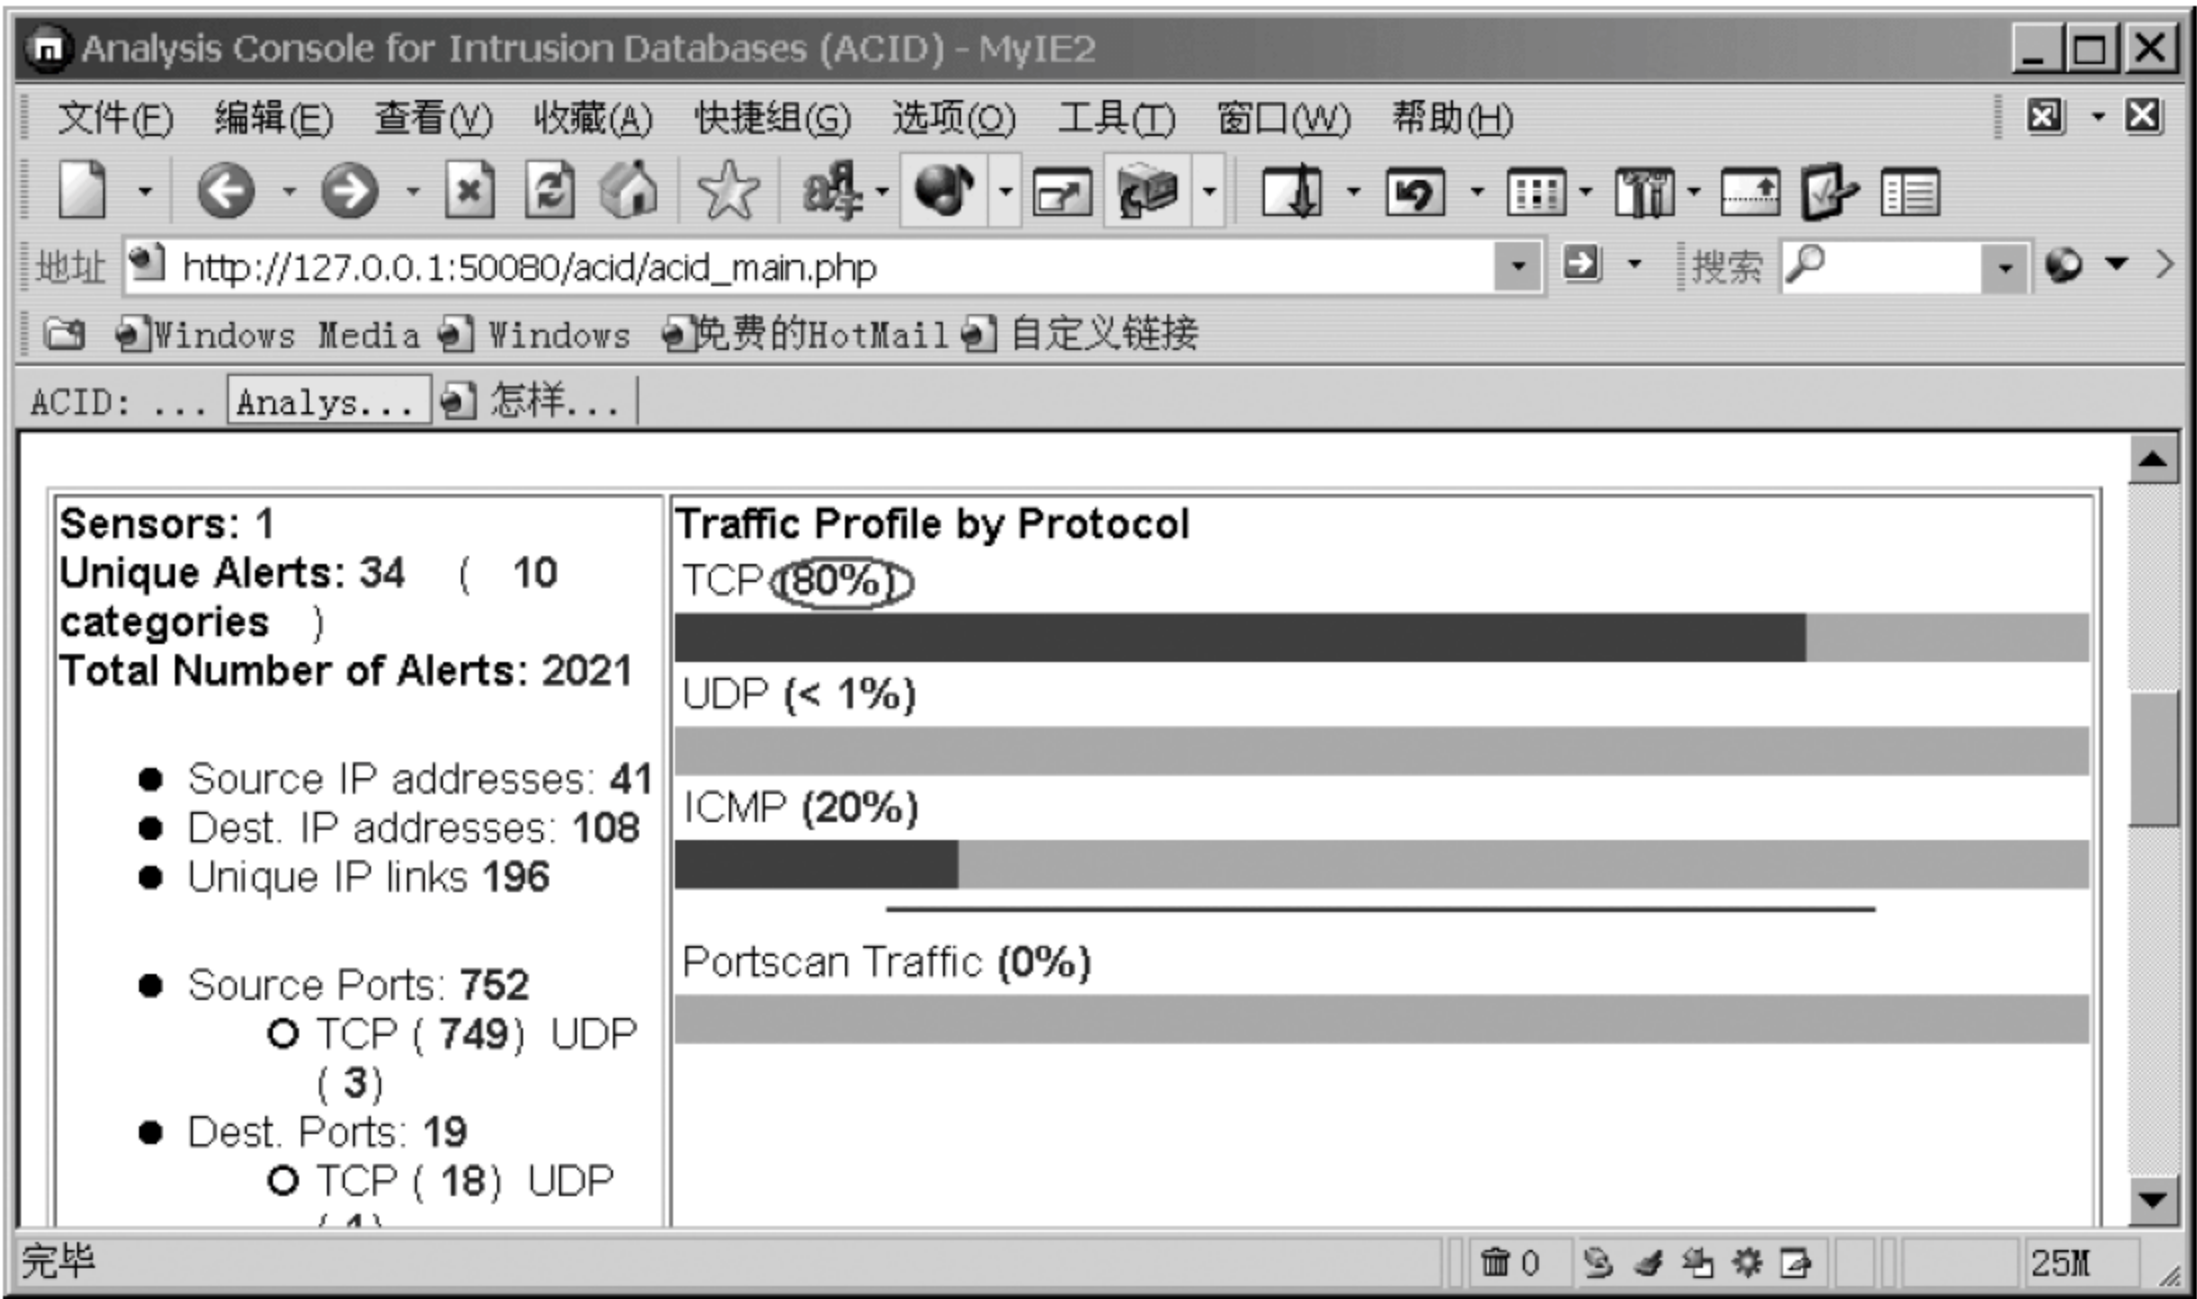 Analysis Console for Intrusion Databases (ACID) - MyIE2
文件(F) 编辑(E) 查看(V) 收藏(A) 快捷组(G) 选项(O) 工具(T) 窗口(W) 帮助(H)
地址 http://127.0.0.1:50080/acid/acid_main.php 搜索
Windows Media Windows 免费的HotMail 自定义链接
ACID: ... Analys... 怎样...
Sensors: 1
Unique Alerts: 34 ( 10
categories )
Total Number of Alerts: 2021
Source IP addresses: 41
Dest. IP addresses: 108
Unique IP links 196
Source Ports: 752
TCP ( 749) UDP
( 3)
Dest. Ports: 19
TCP ( 18) UDP
( 1)
Traffic Profile by Protocol
TCP (80%)
UDP (< 1%)
ICMP (20%)
Portscan Traffic (0%)
完毕 0 25M